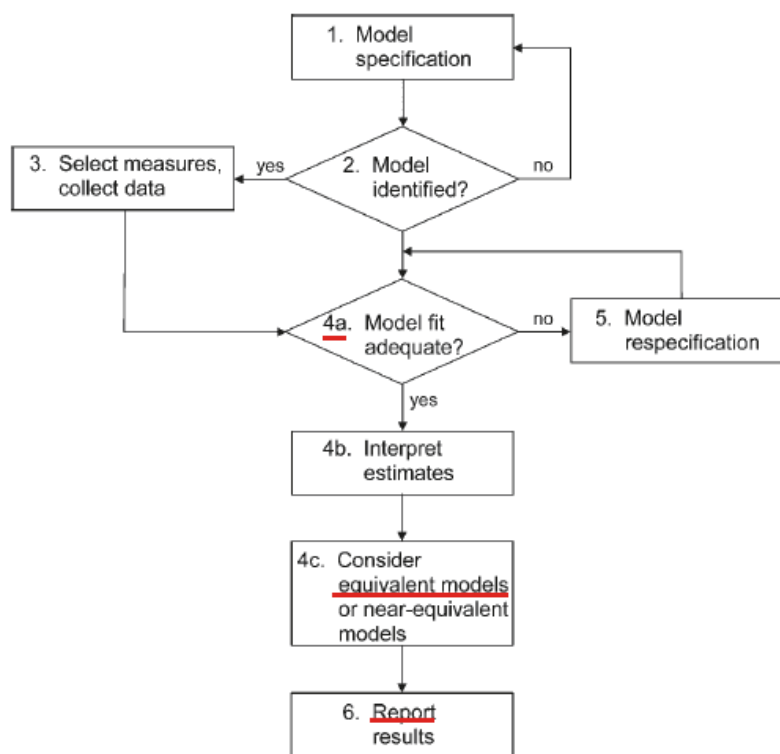 1. Model
specification
3. Select measures,
collect data
yes
2. Model
identified?
no
4a. Model fit
adequate?
no
5. Model
respecification
yes
4b. Interpret
estimates
4c. Consider
equivalent models
or near-equivalent
models
6. Report
results